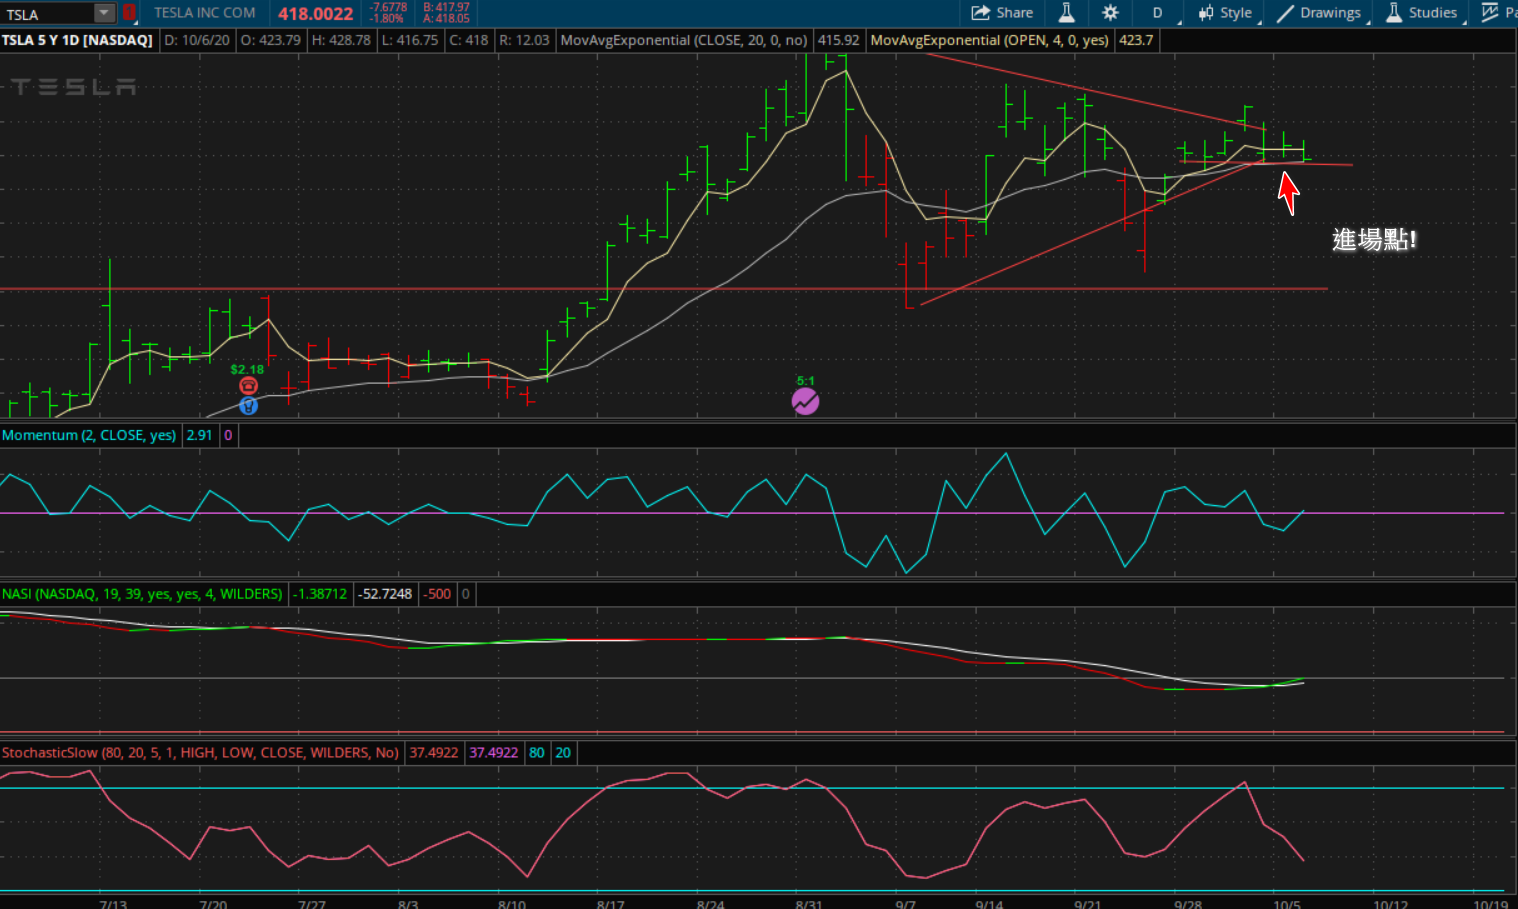 TSLA TESLA INC COM 418.0022 -7.6778 B: 417.97 Share D Style Drawings Studies Pa
-1.80% A: 418.05
TSLA 5 Y 1D [NASDAQ] D: 10/6/20 O: 423.79 H: 428.78 L: 416.75 C: 418 R: 12.03 MovAvgExponential (CLOSE, 20, 0, no) 415.92 MovAvgExponential (OPEN, 4, 0, yes) 423.7
TESLA
進場點!
$2.18
5:1
Momentum (2, CLOSE, yes) 2.91 0
NASI (NASDAQ, 19, 39, yes, yes, 4, WILDERS) -1.38712 -52.7248 -500 0
StochasticSlow (80, 20, 5, 1, HIGH, LOW, CLOSE, WILDERS, No) 37.4922 37.4922 80 20
7/13 7/20 7/27 8/3 8/10 8/17 8/24 8/31 9/7 9/14 9/21 9/28 10/5 10/12 10/19